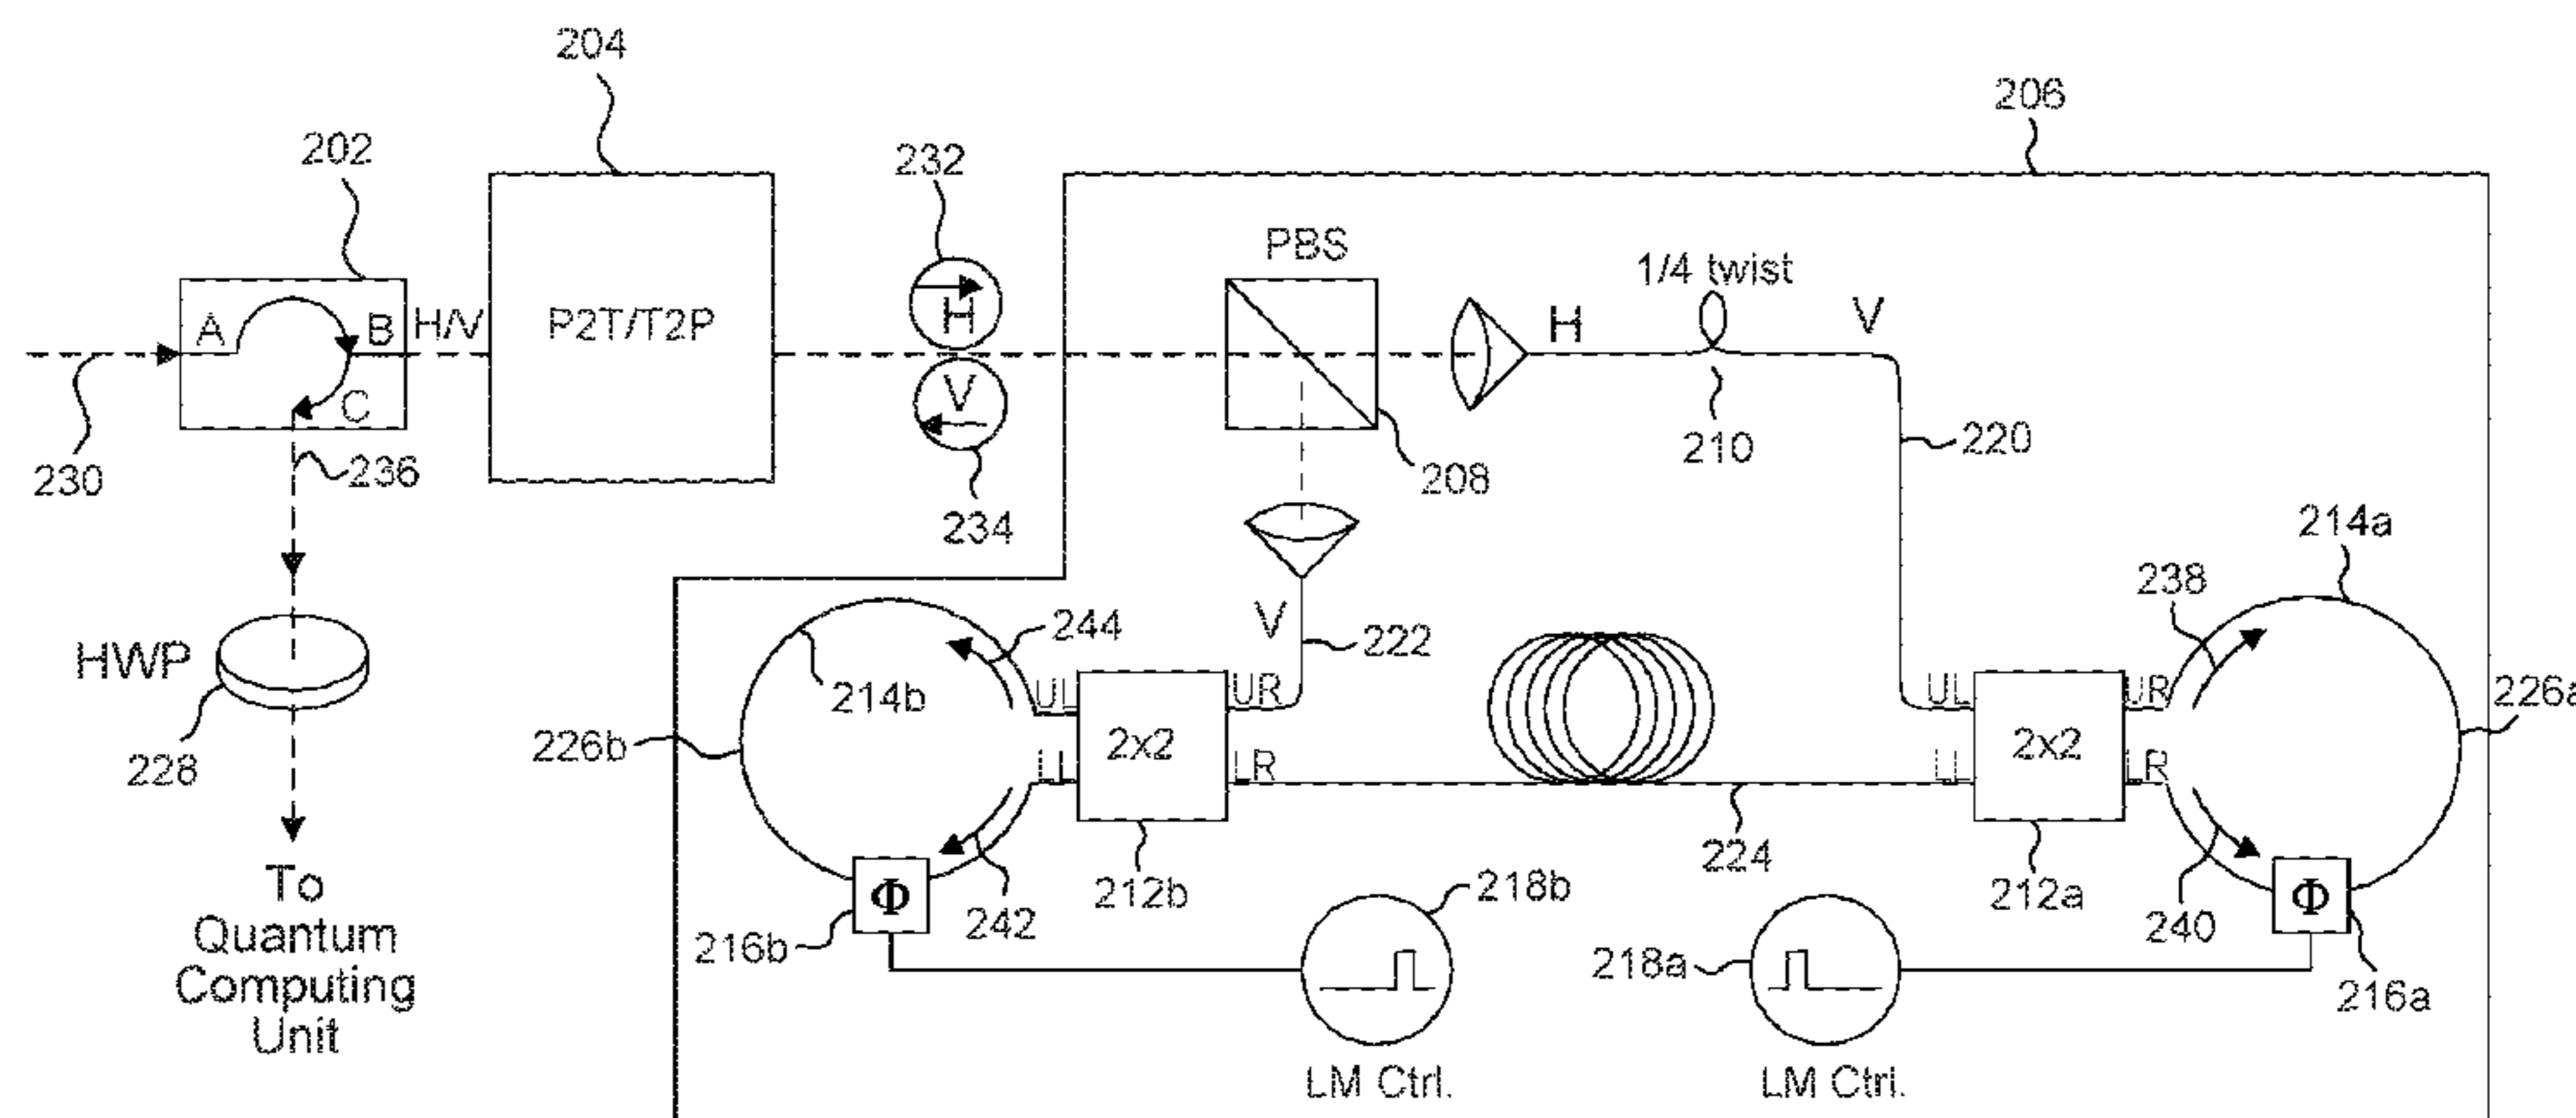 204
206
202
232
PBS
1/4 twist
A
B
H/V
P2T/T2P
H
H
V
C
V
230
236
234
208
210
220
214a
238
HWP
228
244
V
222
214b
UL
UR
UL
UR
226a
226b
2x2
2x2
LL
LR
LL
LR
224
To
Quantum
Computing
Unit
Φ
242
212b
218b
212a
240
Φ
216b
218a
216a
LM Ctrl.
LM Ctrl.